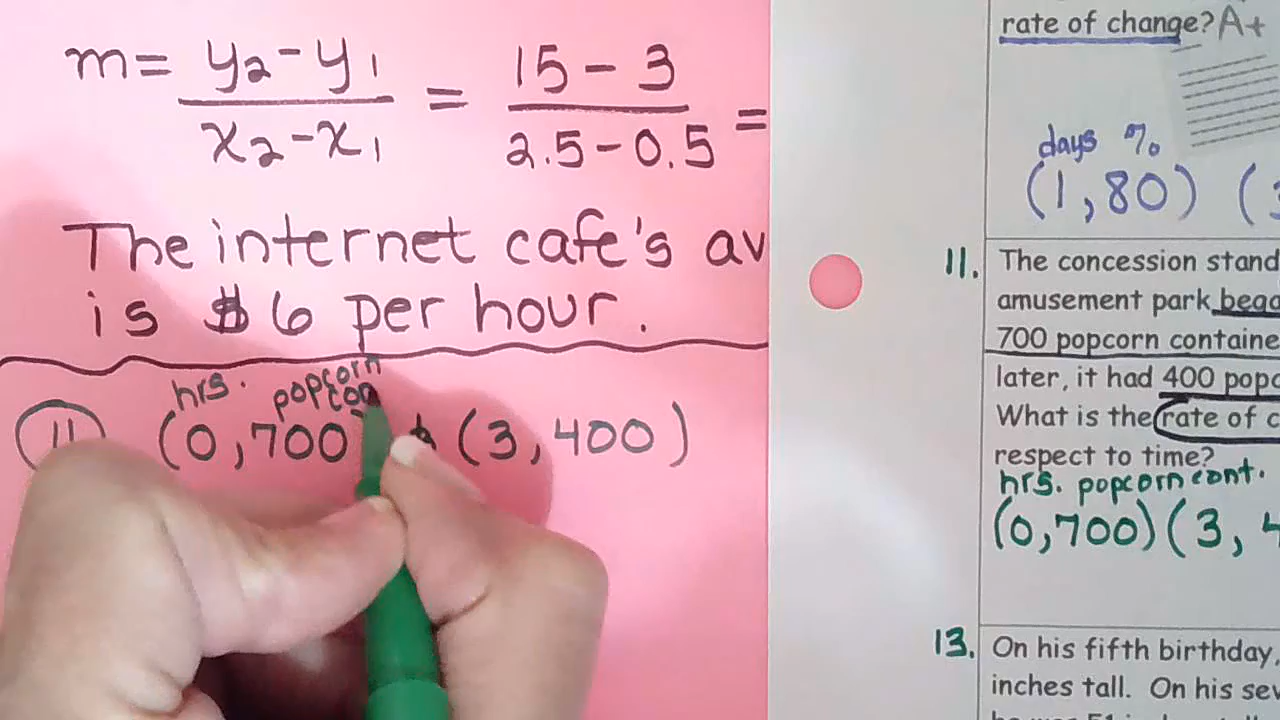 m = y2 - y1 / x2 - x1 = 15 - 3 / 2.5 - 0.5 =
The internet cafe's av
is $6 per hour.
hrs. popcorn
con
11 (0,700) (3,400)
rate of change? A+
days %
(1,80) (
11. The concession stand
amusement park bega
700 popcorn containe
later, it had 400 popc
What is the rate of c
respect to time?
hrs. popcorn cont.
(0,700) (3, 4
13. On his fifth birthday,
inches tall. On his sev